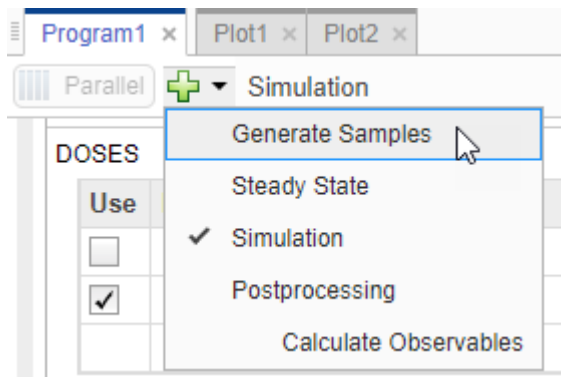 Program1 Plot1 Plot2
Parallel Simulation
Generate Samples
DOSES
Steady State
Use
Simulation
Postprocessing
Calculate Observables